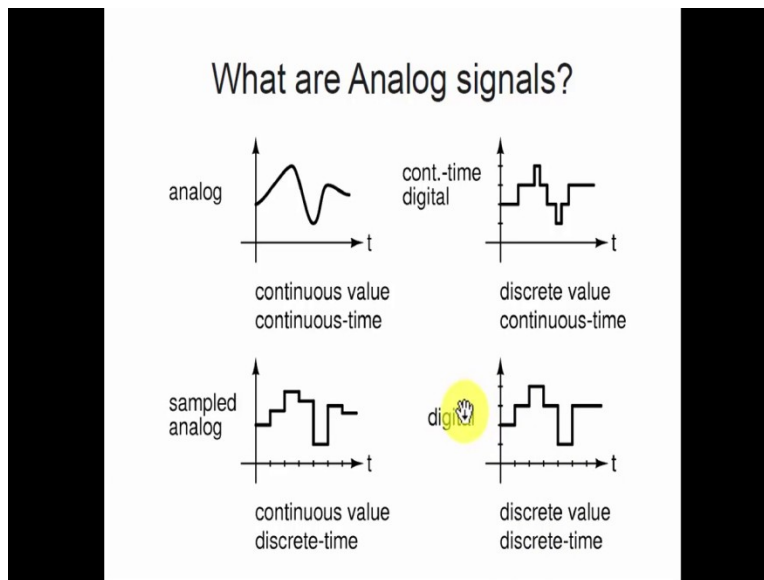 What are Analog signals?
analog
t
continuous value
continuous-time
cont.-time
digital
t
discrete value
continuous-time
sampled
analog
t
continuous value
discrete-time
digital
t
discrete value
discrete-time